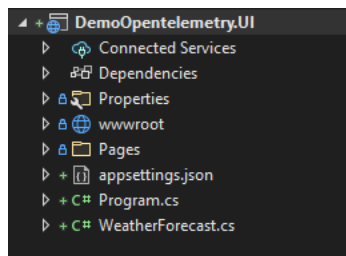 DemoOpentelemetry.UI
Connected Services
Dependencies
Properties
wwwroot
Pages
appsettings.json
C# Program.cs
C# WeatherForecast.cs